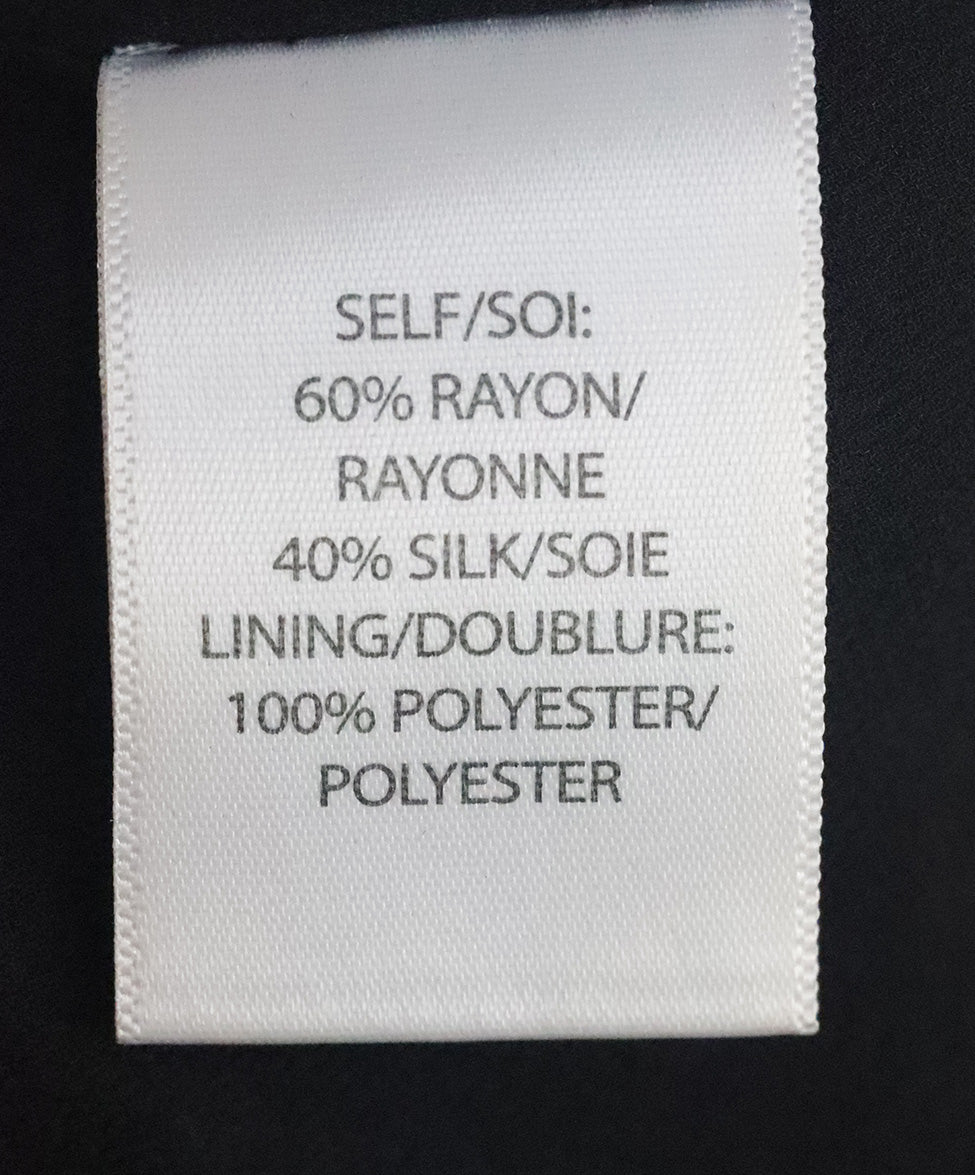 SELF/SOI:
60% RAYON/
RAYONNE
40% SILK/SOIE
LINING/DOUBLURE:
100% POLYESTER/
POLYESTER